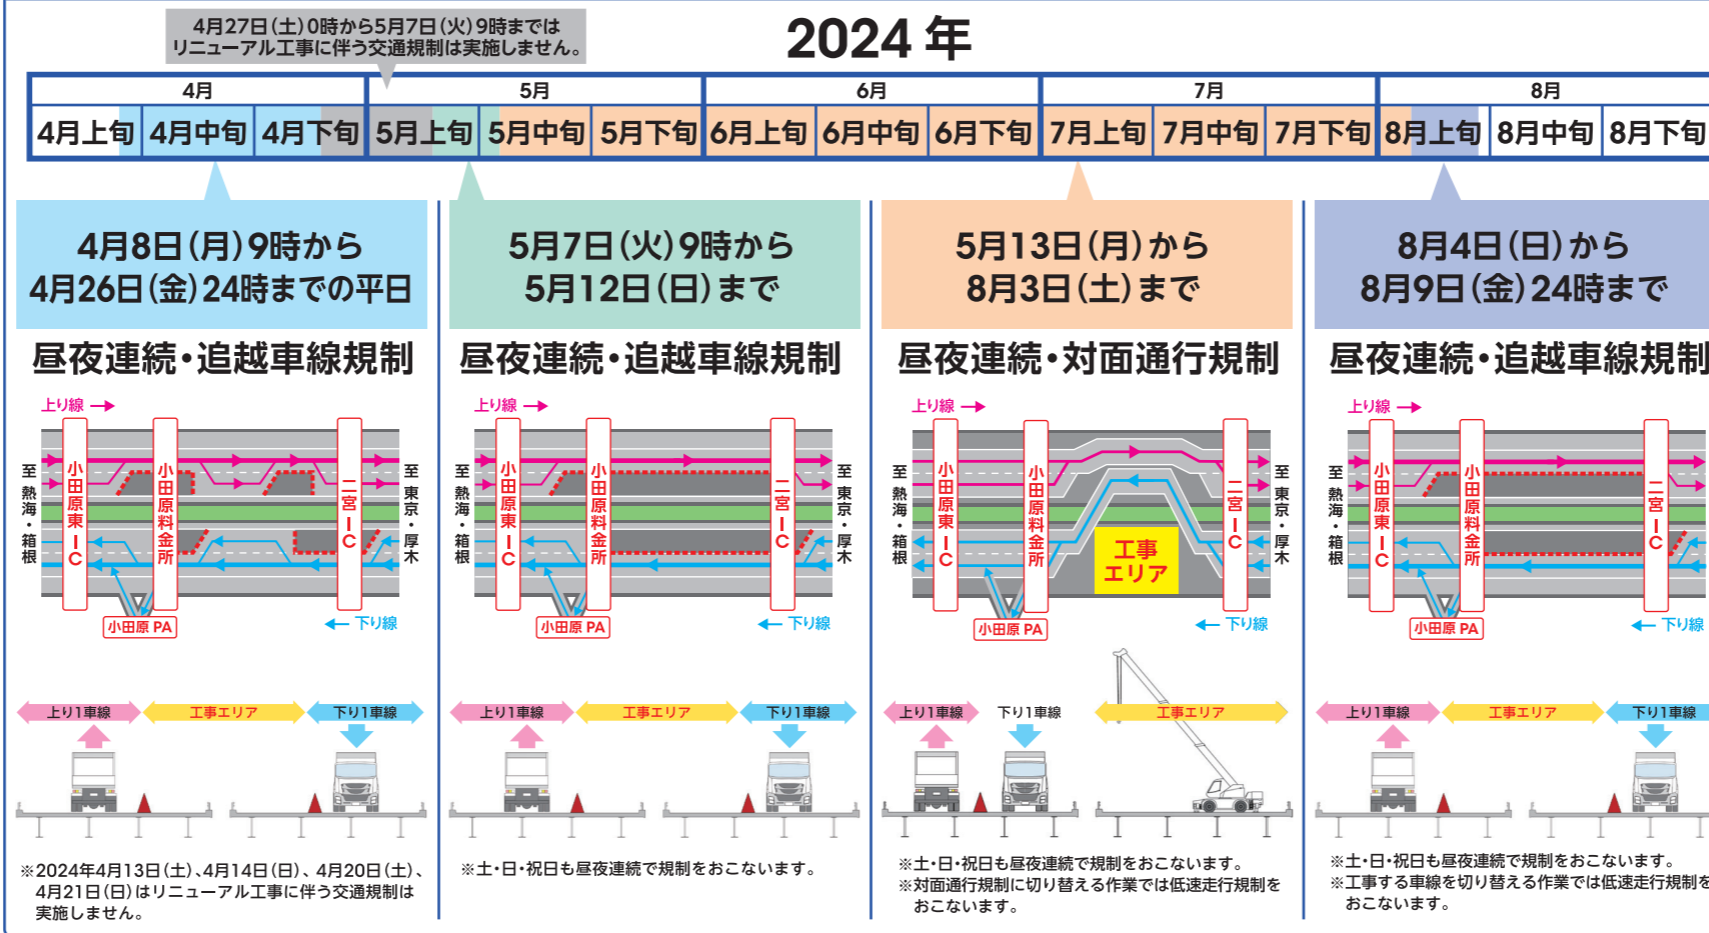 4月27日(土)0時から5月7日(火)9時までは
リニューアル工事に伴う交通規制は実施しません。
2024 年
4月 5月 6月 7月 8月
4月上旬 4月中旬 4月下旬 5月上旬 5月中旬 5月下旬 6月上旬 6月中旬 6月下旬 7月上旬 7月中旬 7月下旬 8月上旬 8月中旬 8月下旬
4月8日(月)9時から
4月26日(金)24時までの平日
昼夜連続・追越車線規制
上り線
至 熱海・箱根
小田原東IC
小田原料金所
二宮IC
至 東京・厚木
小田原 PA
下り線
上り1車線
工事エリア
下り1車線
※2024年4月13日(土)、4月14日(日)、4月20日(土)、
4月21日(日)はリニューアル工事に伴う交通規制は
実施しません。
5月7日(火)9時から
5月12日(日)まで
昼夜連続・追越車線規制
上り線
至 熱海・箱根
小田原東IC
小田原料金所
二宮IC
至 東京・厚木
小田原 PA
下り線
上り1車線
工事エリア
下り1車線
※土・日・祝日も昼夜連続で規制をおこないます。
5月13日(月)から
8月3日(土)まで
昼夜連続・対面通行規制
上り線
至 熱海・箱根
小田原東IC
小田原料金所
二宮IC
至 東京・厚木
工事
エリア
小田原 PA
下り線
上り1車線
下り1車線
工事エリア
※土・日・祝日も昼夜連続で規制をおこないます。
※対面通行規制に切り替える作業では低速走行規制を
おこないます。
8月4日(日)から
8月9日(金)24時まで
昼夜連続・追越車線規制
上り線
至 熱海・箱根
小田原東IC
小田原料金所
二宮IC
小田原 PA
下り線
上り1車線
工事エリア
下り1車線
※土・日・祝日も昼夜連続で規制をおこないます。
※工事する車線を切り替える作業では低速走行規制を
おこないます。